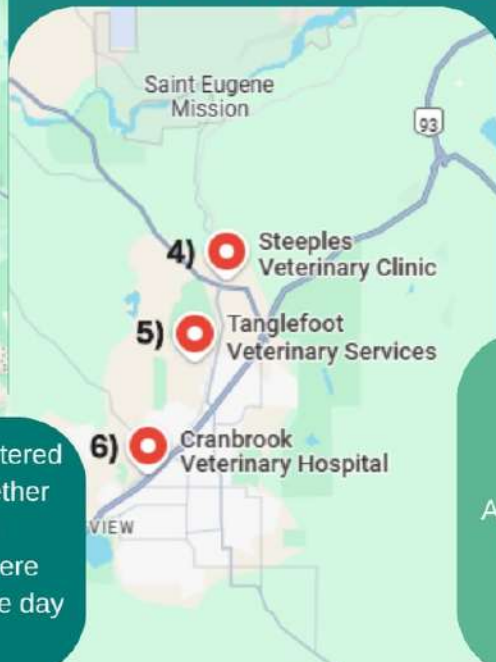 Saint Eugene
Mission
93
4)
Steeples
Veterinary Clinic
5)
Tanglefoot
Veterinary Services
6)
Cranbrook
Veterinary Hospital
VIEW
tered
ther
ere
e day
A